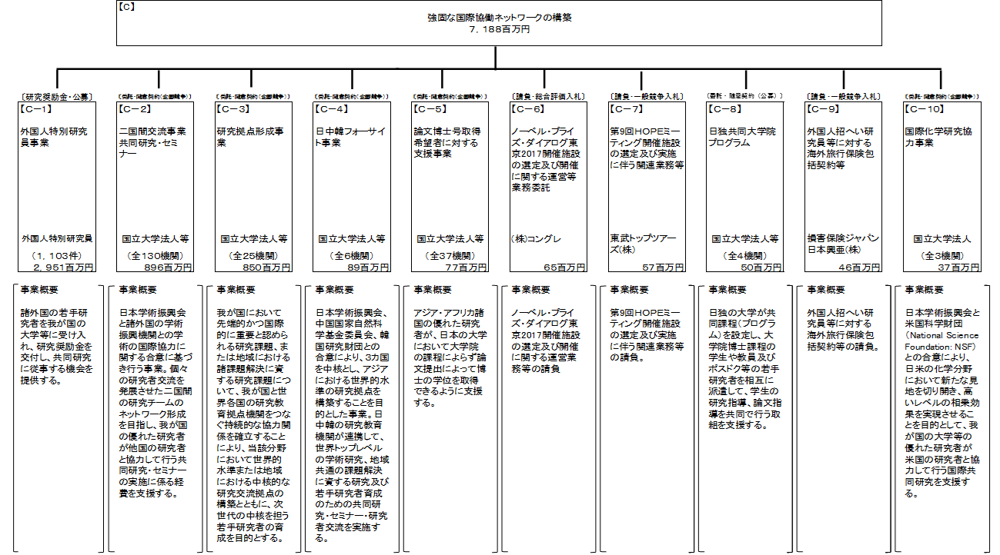 【C】
強固な国際協働ネットワークの構築
7，188百万円
〔研究奨励金・公募〕
【C－1】
外国人特別研究
員事業
外国人特別研究員
（1，103件）
2，951百万円
事業概要
諸外国の若手研
究者を我が国の
大学等に受け入
れ、研究奨励金を
交付し、共同研究
に従事する機会を
提供する。
〔委託・随意契約（企画競争）〕
【C－2】
二国間交流事業
共同研究・セミ
ナー
国立大学法人等
（全130機関）
896百万円
事業概要
日本学術振興会
と諸外国の学術
振興機関との学
術の国際協力に
関する合意に基づ
き行う事業。個々
の研究者交流を
発展させた二国間
の研究チームの
ネットワーク形成
を目指し、我が国
の優れた研究者
が他国の研究者
と協力して行う共
同研究・セミナー
の実施に係る経
費を支援する。
〔委託・随意契約（企画競争）〕
【C－3】
研究拠点形成事
業
国立大学法人等
（全25機関）
850百万円
事業概要
我が国において
先端的かつ国際
的に重要と認めら
れる研究課題、ま
たは地域における
諸課題解決に資
する研究課題につ
いて、我が国と世
界各国の研究教
育拠点機関をつな
ぐ持続的な協力関
係を確立すること
により、当該分野
において世界的
水準または地域
における中核的な
研究交流拠点の
構築とともに、次
世代の中核を担う
若手研究者の育
成を目的とする。
〔委託・随意契約（企画競争）〕
【C－4】
日中韓フォーサイ
ト事業
国立大学法人等
（全6機関）
89百万円
事業概要
日本学術振興会、
中国国家自然科
学基金委員会、韓
国研究財団との
合意により、3カ国
を中核とし、アジア
における世界的水
準の研究拠点を
構築することを目
的とした事業。日
中韓の研究教育
機関が連携して、
世界トップレベル
の学術研究、地域
共通の課題解決
に資する研究及び
若手研究者育成
のための共同研
究・セミナー・研究
者交流を実施す
る。
〔委託・随意契約（企画競争）〕
【C－5】
論文博士号取得
希望者に対する
支援事業
国立大学法人等
（全37機関）
77百万円
事業概要
アジア・アフリカ諸
国の優れた研究
者が、日本の大学
において大学院
の課程によらず論
文提出によって博
士の学位を取得
できるように支援
する。
〔請負・総合評価入札〕
【C－6】
ノーベル・プライ
ズ・ダイアログ東
京2017開催施設
の選定及び開催
に関する運営等
業務委託
（株）コングレ
65百万円
事業概要
ノーベル・プライ
ズ・ダイアログ東
京2017開催施設
の選定及び開催
に関する運営業
務等の請負
〔請負・一般競争入札〕
【C－7】
第9回HOPEミー
ティング開催施設
の選定及び実施
に伴う関連業務等
東武トップツアー
ズ（株）
57百万円
事業概要
第9回HOPEミー
ティング開催施設
の選定及び実施
に伴う関連業務等
の請負。
〔委託・随意契約（公募）〕
【C－8】
日独共同大学院
プログラム
国立大学法人等
（全4機関）
50百万円
事業概要
日独の大学が共
同課程（プログラ
ム）を設定し、大
学院博士課程の
学生や教員及び
ポスドク等の若手
研究者を相互に
派遣して、学生の
研究指導、論文指
導を共同で行う取
組を支援する。
〔請負・一般競争入札〕
【C－9】
外国人招へい研
究員等に対する
海外旅行保険包
括契約等
損害保険ジャパン
日本興亜（株）
46百万円
事業概要
外国人招へい研
究員等に対する
海外旅行保険包
括契約等の請負。
〔委託・随意契約（企画競争）〕
【C－10】
国際化学研究協
力事業
国立大学法人
（全3機関）
37百万円
事業概要
日本学術振興会と
米国科学財団
（National Science
Foundation: NSF）
との合意により、
日米の化学分野
において新たな見
地を切り開き、高
いレベルの相乗効
果を実現させるこ
とを目的として、我
が国の大学等の
優れた研究者が
米国の研究者と協
力して行う国際共
同研究を支援す
る。